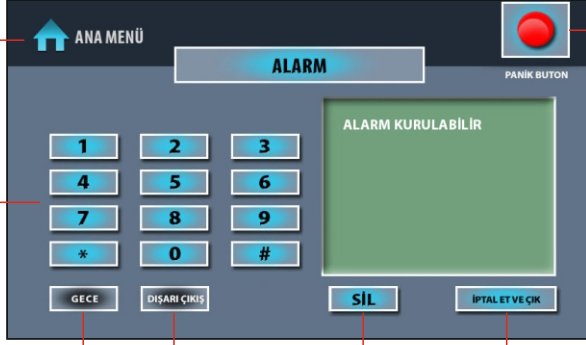 ANA MENÜ
ALARM
PANİK BUTON
ALARM KURULABİLİR
1 2 3
4 5 6
7 8 9
* 0 #
GECE DIŞARI ÇIKIŞ SİL İPTAL ET VE ÇIK